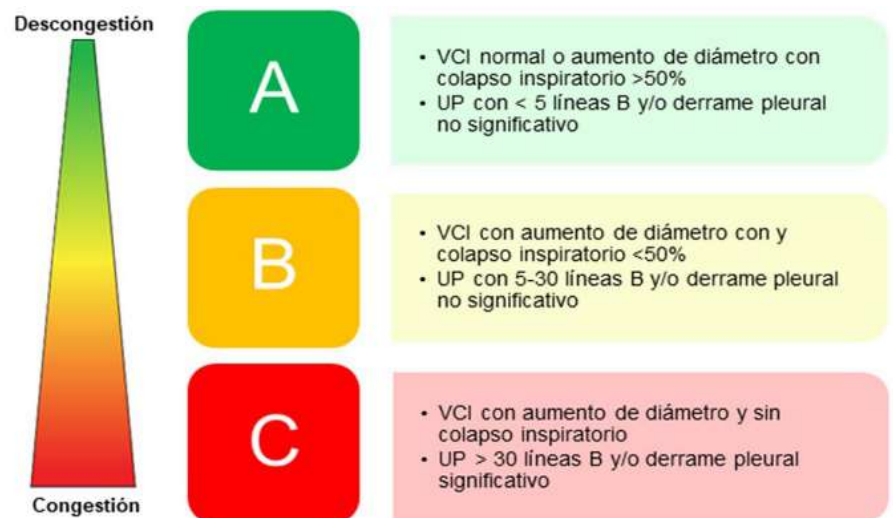 Descongestión
A
• VCI normal o aumento de diámetro con
colapso inspiratorio >50%
• UP con < 5 líneas B y/o derrame pleural
no significativo
B
• VCI con aumento de diámetro con y
colapso inspiratorio <50%
• UP con 5-30 líneas B y/o derrame pleural
no significativo
C
• VCI con aumento de diámetro y sin
colapso inspiratorio
• UP > 30 líneas B y/o derrame pleural
significativo
Congestión